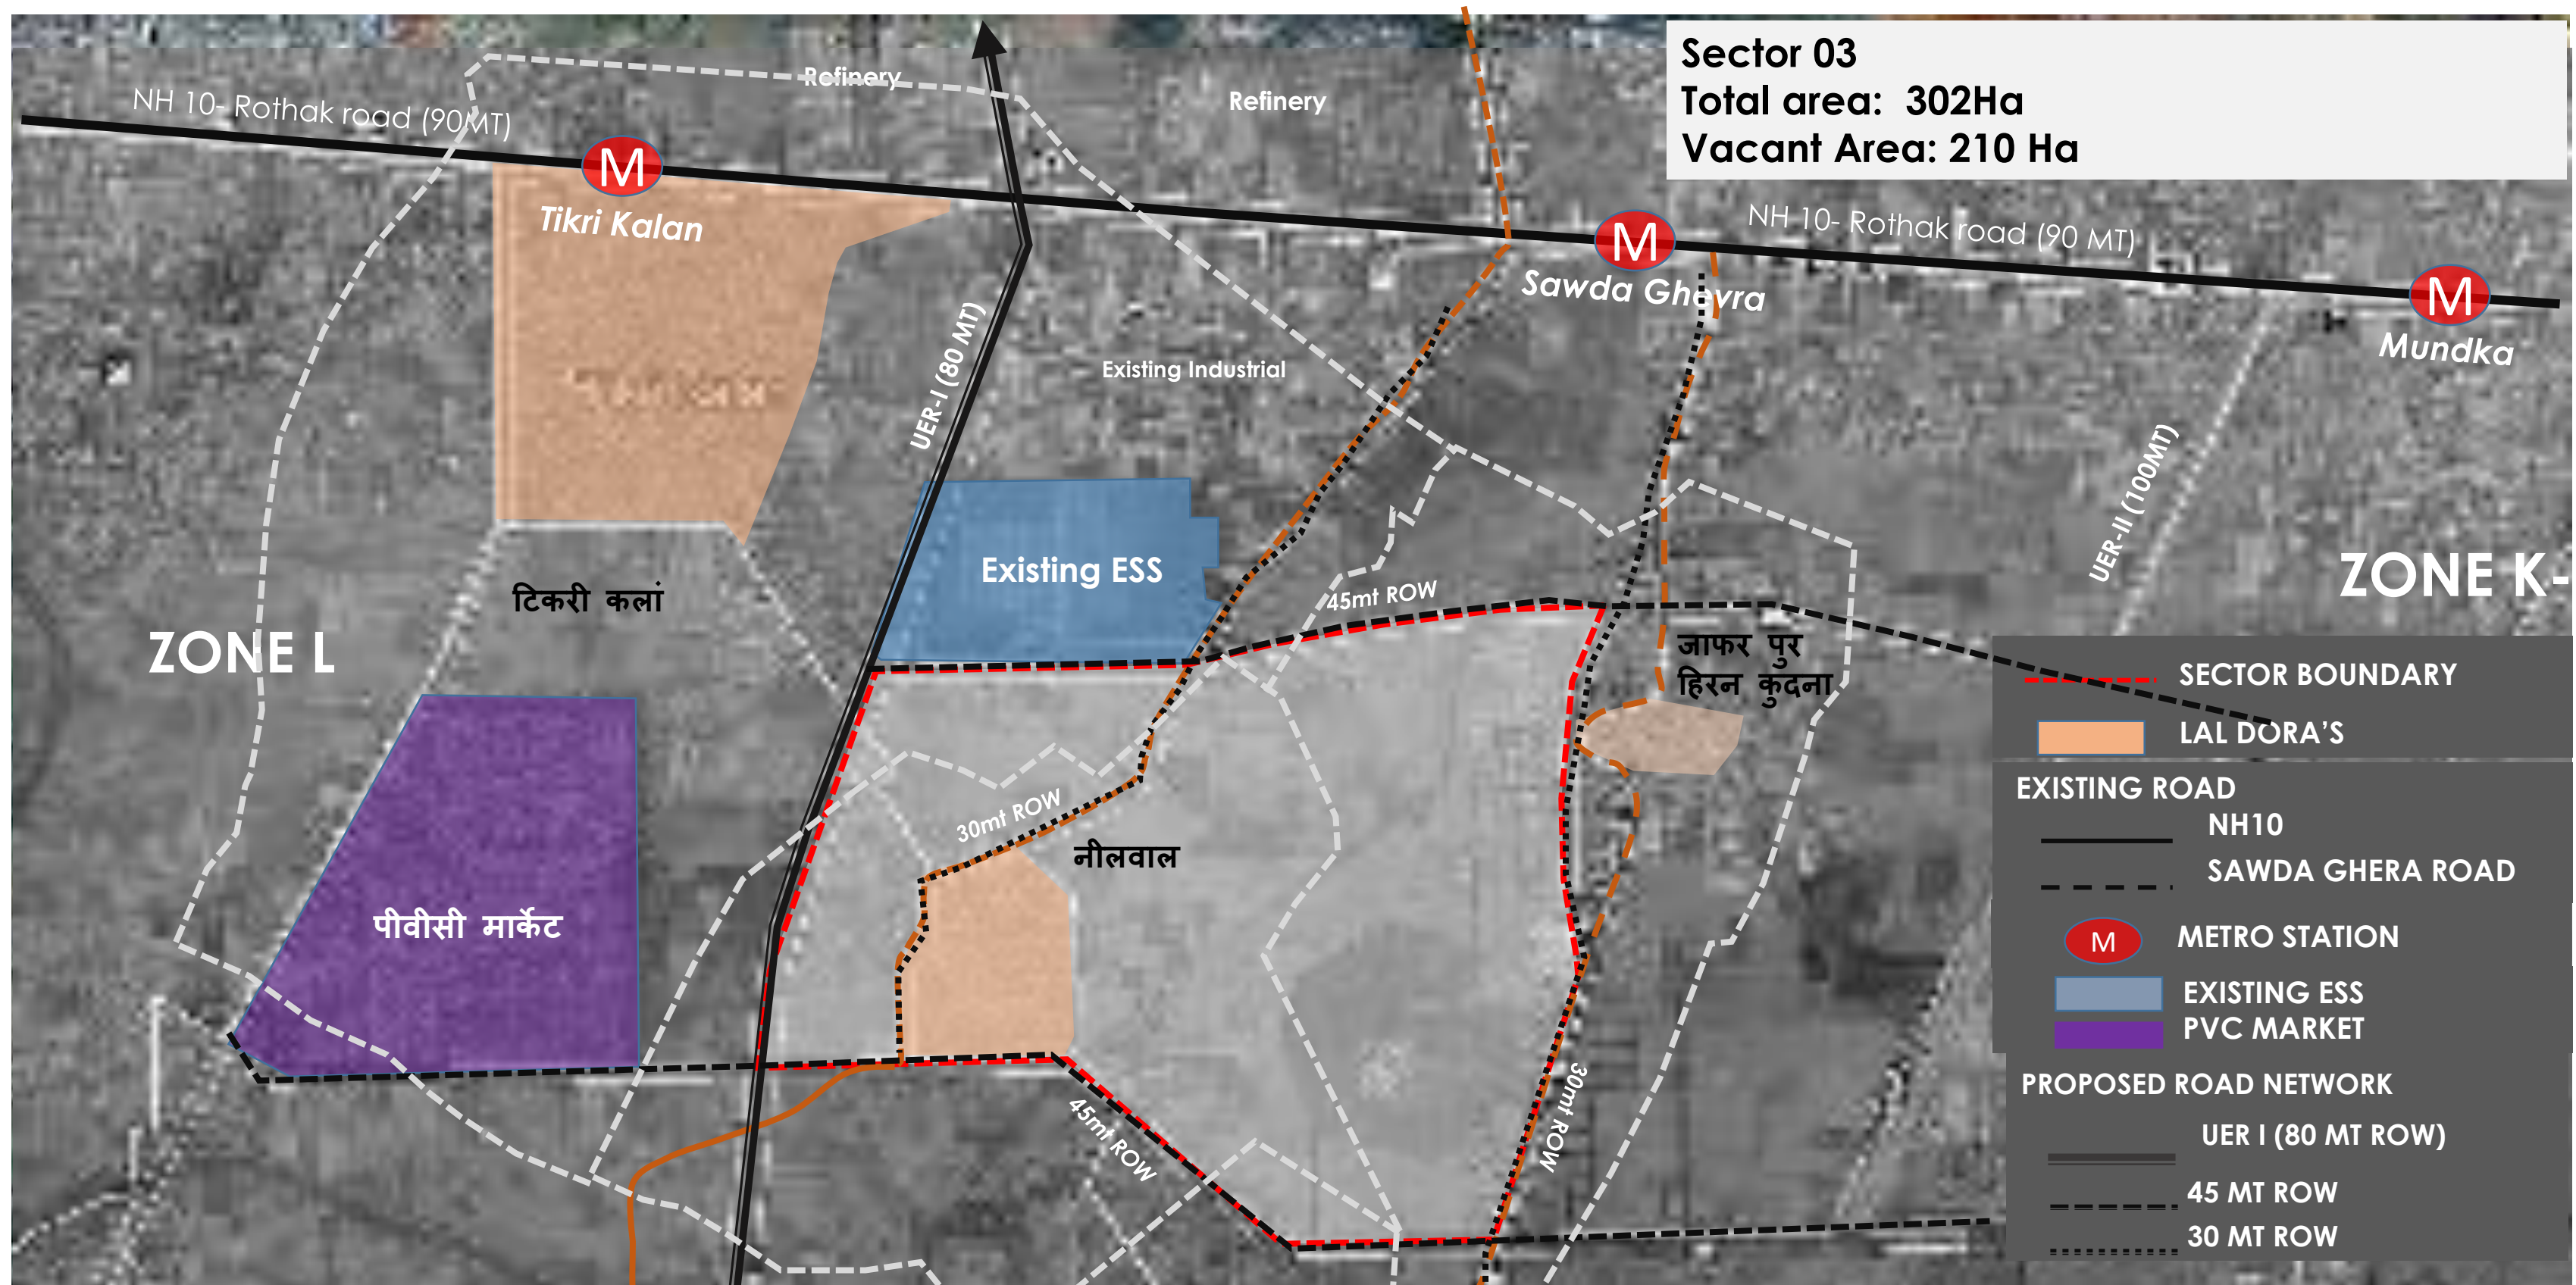 Sector 03
Total area: 302Ha
Vacant Area: 210 Ha
Refinery
Refinery
NH 10- Rothak road (90MT)
M
Tikri Kalan
M
Sawda Ghevra
NH 10- Rothak road (90 MT)
M
Mundka
UER-I (80 MT)
Existing Industrial
UER-II (100MT)
Existing ESS
ZONE K-
टिकरी कलां
45mt ROW
ZONE L
जाफर पुर
हिरन कुदना
30mt ROW
नीलवाल
पीवीसी मार्केट
45mt ROW
30mt ROW
SECTOR BOUNDARY
LAL DORA'S
EXISTING ROAD
NH10
SAWDA GHERA ROAD
M
METRO STATION
EXISTING ESS
PVC MARKET
PROPOSED ROAD NETWORK
UER I (80 MT ROW)
45 MT ROW
30 MT ROW